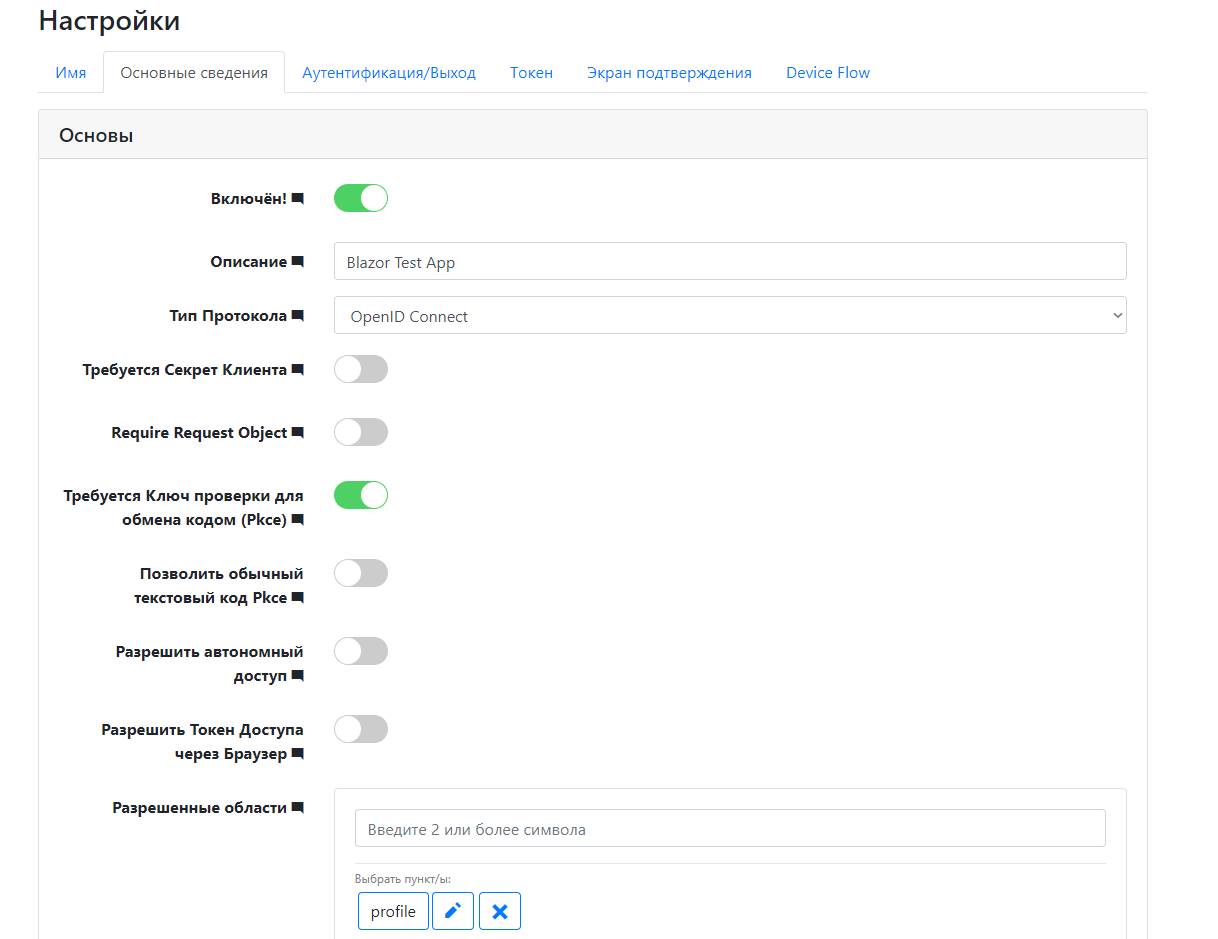 Настройки
Имя Основные сведения Аутентификация/Выход Токен Экран подтверждения Device Flow
Основы
Включён!
Описание Blazor Test App
Тип Протокола OpenID Connect
Требуется Секрет Клиента
Require Request Object
Требуется Ключ проверки для
обмена кодом (Pkce)
Позволить обычный
текстовый код Pkce
Разрешить автономный
доступ
Разрешить Токен Доступа
через Браузер
Разрешенные области
Введите 2 или более символа
Выбрать пункт/ы:
profile